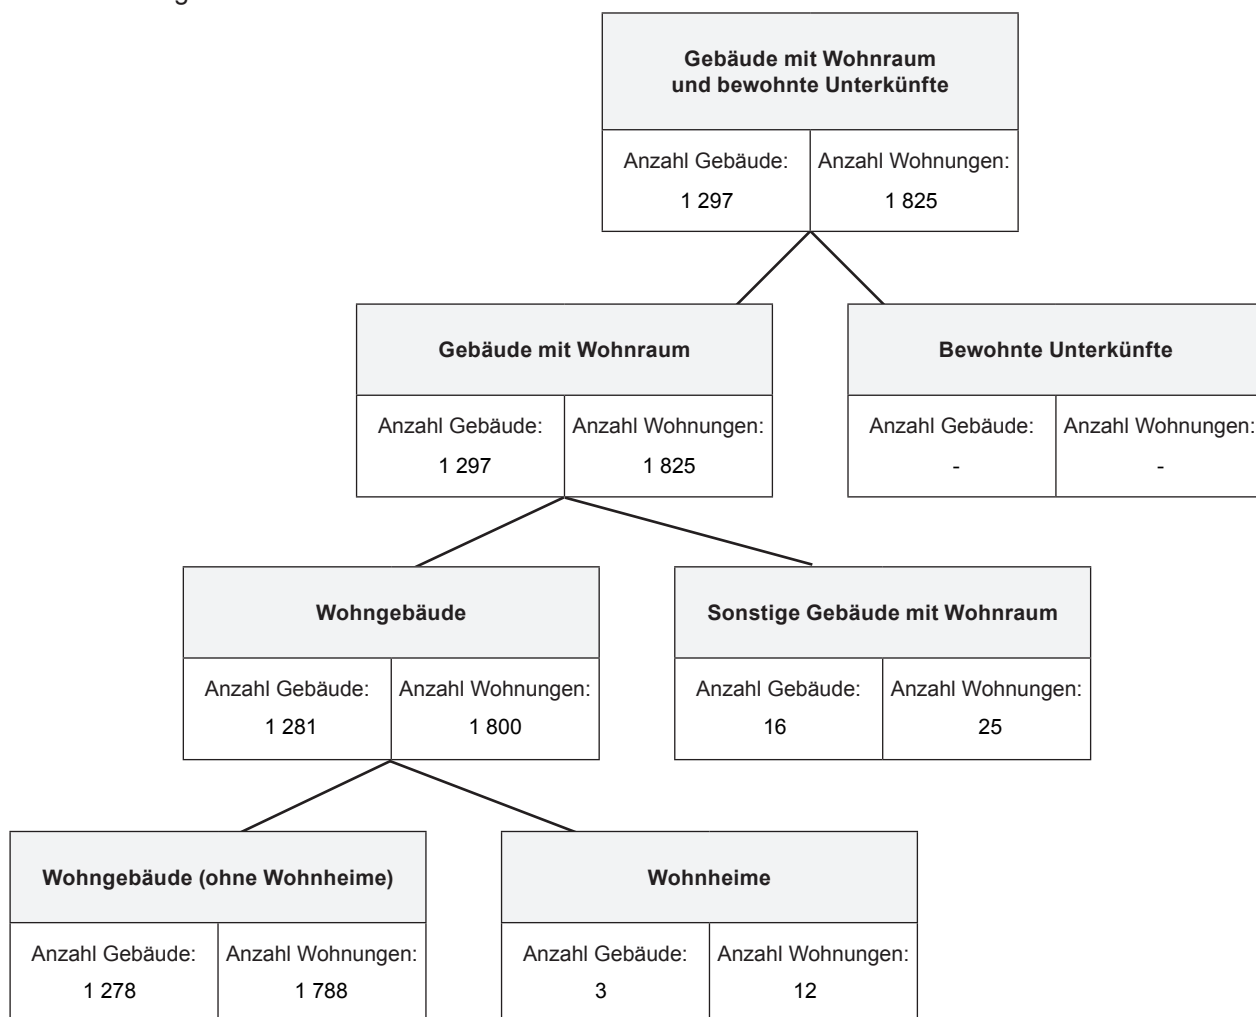 Gebäude mit Wohnraum
und bewohnte Unterkünfte
Anzahl Gebäude: Anzahl Wohnungen:
1 297 1 825
Gebäude mit Wohnraum
Anzahl Gebäude: Anzahl Wohnungen:
1 297 1 825
Bewohnte Unterkünfte
Anzahl Gebäude: Anzahl Wohnungen:
- -
Wohngebäude
Anzahl Gebäude: Anzahl Wohnungen:
1 281 1 800
Sonstige Gebäude mit Wohnraum
Anzahl Gebäude: Anzahl Wohnungen:
16 25
Wohngebäude (ohne Wohnheime)
Anzahl Gebäude: Anzahl Wohnungen:
1 278 1 788
Wohnheime
Anzahl Gebäude: Anzahl Wohnungen:
3 12